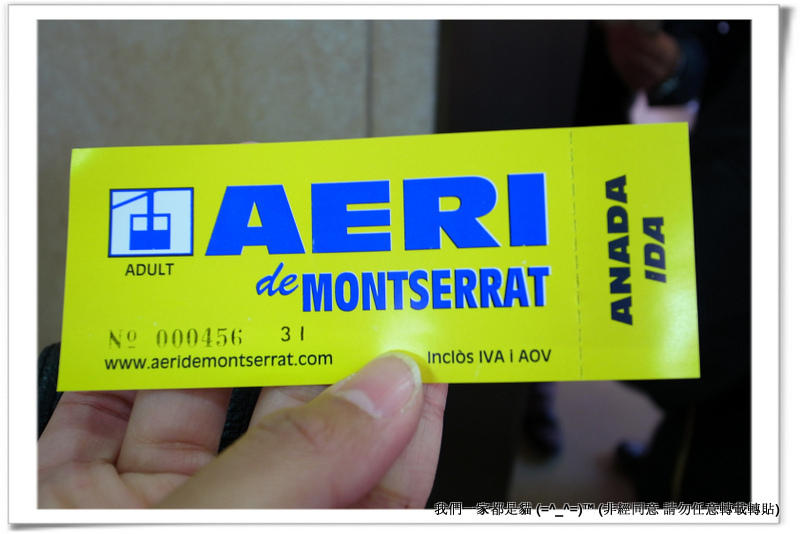 AERI
de MONTSERRAT
ADULT
Nº 000456 31
www.aeridemontserrat.com
Inclòs IVA i AOV
ANADA
IDA
我們一家都是貓 (=^_^=)™ (非經同意 請勿任意轉載轉貼)